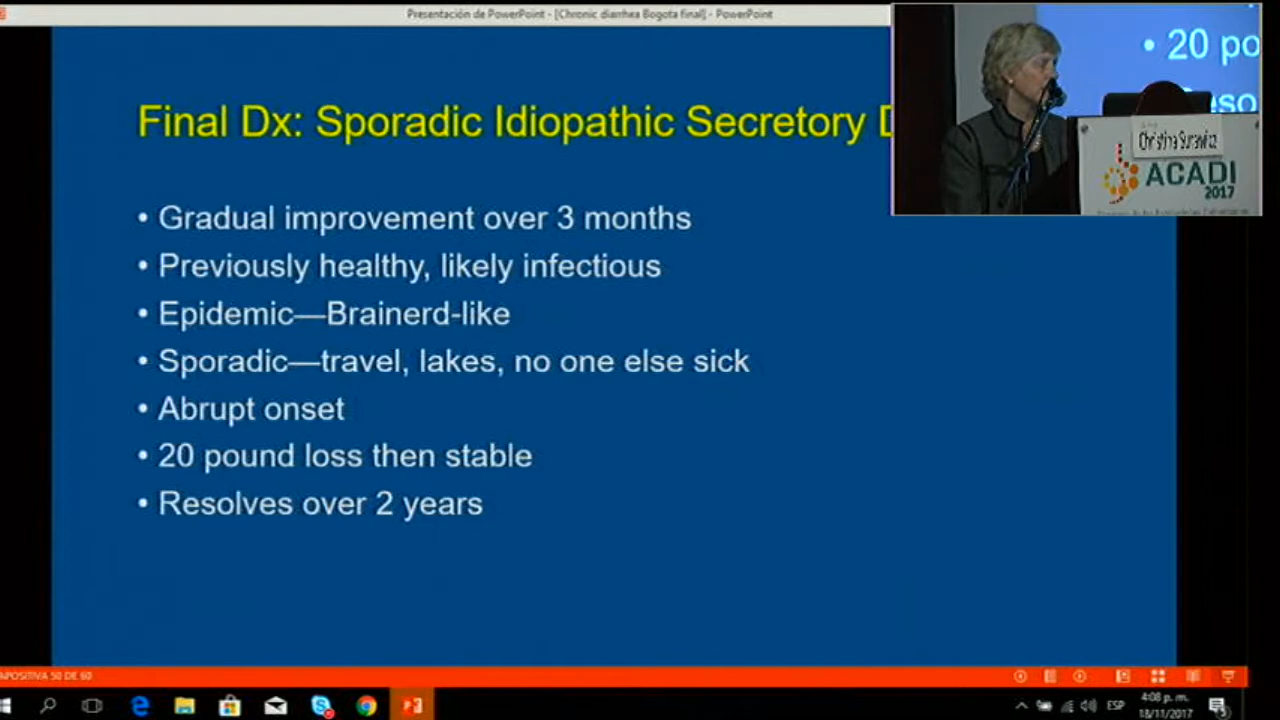 Presentación de PowerPoint - [Chronic diarrhea Bogota final] - PowerPoint
Final Dx: Sporadic Idiopathic Secretory
• Gradual improvement over 3 months
• Previously healthy, likely infectious
• Epidemic—Brainerd-like
• Sporadic—travel, lakes, no one else sick
• Abrupt onset
• 20 pound loss then stable
• Resolves over 2 years
• 20 po
Christina Surawicz
ACADI
2017
APOSITIVA 50 DE 60
ESP
4:08 p. m.
18/11/2017